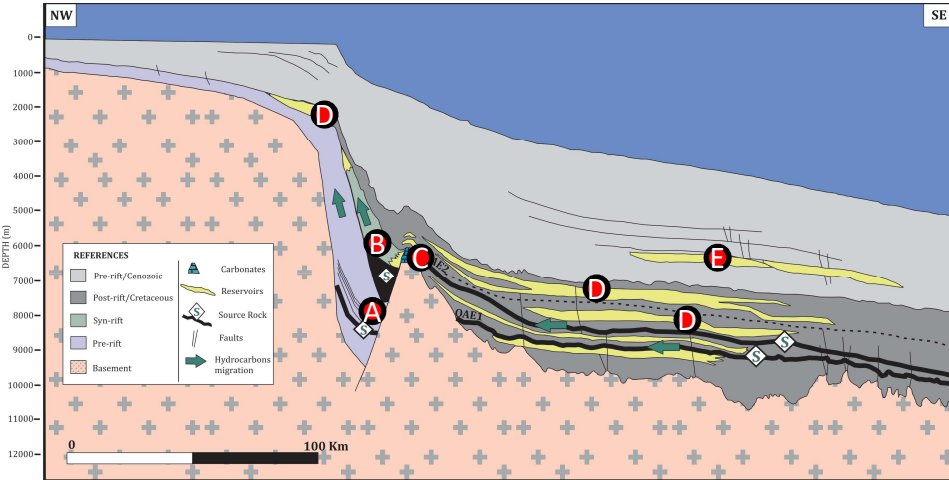 NW
SE
DEPTH (m)
0
1000
2000
3000
4000
5000
6000
7000
8000
9000
10000
11000
12000
D
B
C
A
D
D
E
S
S
S
S
QAE1
REFERENCES
Pre-rift/Cenozoic
Post-rift/Cretaceous
Syn-rift
Pre-rift
Basement
Carbonates
Reservoirs
S
Source Rock
Faults
Hydrocarbons
migration
0
100 Km